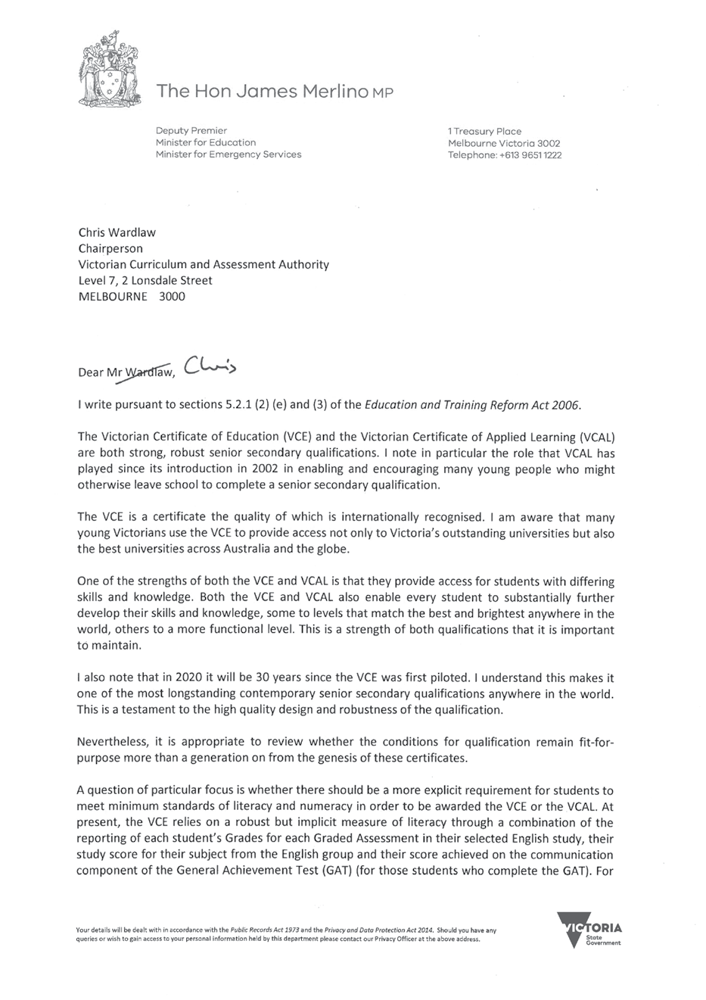 The Hon James Merlino MP
Deputy Premier
Minister for Education
Minister for Emergency Services
1 Treasury Place
Melbourne Victoria 3002
Telephone: +613 9651 1222
Chris Wardlaw
Chairperson
Victorian Curriculum and Assessment Authority
Level 7, 2 Lonsdale Street
MELBOURNE 3000
Dear Mr Wardlaw, Chris
I write pursuant to sections 5.2.1 (2) (e) and (3) of the Education and Training Reform Act 2006.
The Victorian Certificate of Education (VCE) and the Victorian Certificate of Applied Learning (VCAL)
are both strong, robust senior secondary qualifications. I note in particular the role that VCAL has
played since its introduction in 2002 in enabling and encouraging many young people who might
otherwise leave school to complete a senior secondary qualification.
The VCE is a certificate the quality of which is internationally recognised. I am aware that many
young Victorians use the VCE to provide access not only to Victoria's outstanding universities but also
the best universities across Australia and the globe.
One of the strengths of both the VCE and VCAL is that they provide access for students with differing
skills and knowledge. Both the VCE and VCAL also enable every student to substantially further
develop their skills and knowledge, some to levels that match the best and brightest anywhere in the
world, others to a more functional level. This is a strength of both qualifications that it is important
to maintain.
I also note that in 2020 it will be 30 years since the VCE was first piloted. I understand this makes it
one of the most longstanding contemporary senior secondary qualifications anywhere in the world.
This is a testament to the high quality design and robustness of the qualification.
Nevertheless, it is appropriate to review whether the conditions for qualification remain fit-for-
purpose more than a generation on from the genesis of these certificates.
A question of particular focus is whether there should be a more explicit requirement for students to
meet minimum standards of literacy and numeracy in order to be awarded the VCE or the VCAL. At
present, the VCE relies on a robust but implicit measure of literacy through a combination of the
reporting of each student's Grades for each Graded Assessment in their selected English study, their
study score for their subject from the English group and their score achieved on the communication
component of the General Achievement Test (GAT) (for those students who complete the GAT). For
Your details will be dealt with in accordance with the Public Records Act 1973 and the Privacy and Data Protection Act 2014. Should you have any
queries or wish to gain access to your personal information held by this department please contact our Privacy Officer at the above address.
VICTORIA
State
Government